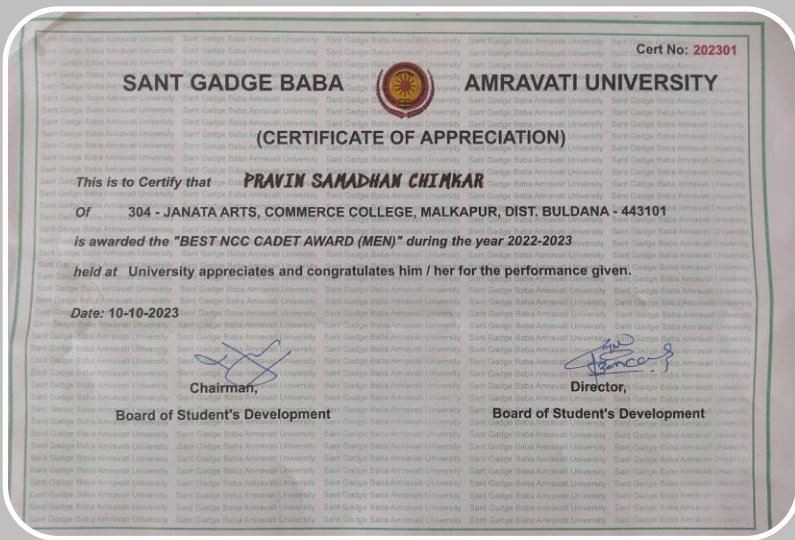 Cert No: 202301
SANT GADGE BABA AMRAVATI UNIVERSITY
(CERTIFICATE OF APPRECIATION)
This is to Certify that PRAVIN SAMADHAN CHIMKAR
Of 304 - JANATA ARTS, COMMERCE COLLEGE, MALKAPUR, DIST. BULDANA - 443101
is awarded the "BEST NCC CADET AWARD (MEN)" during the year 2022-2023
held at University appreciates and congratulates him / her for the performance given.
Date: 10-10-2023
Chairman,
Board of Student's Development
Director,
Board of Student's Development